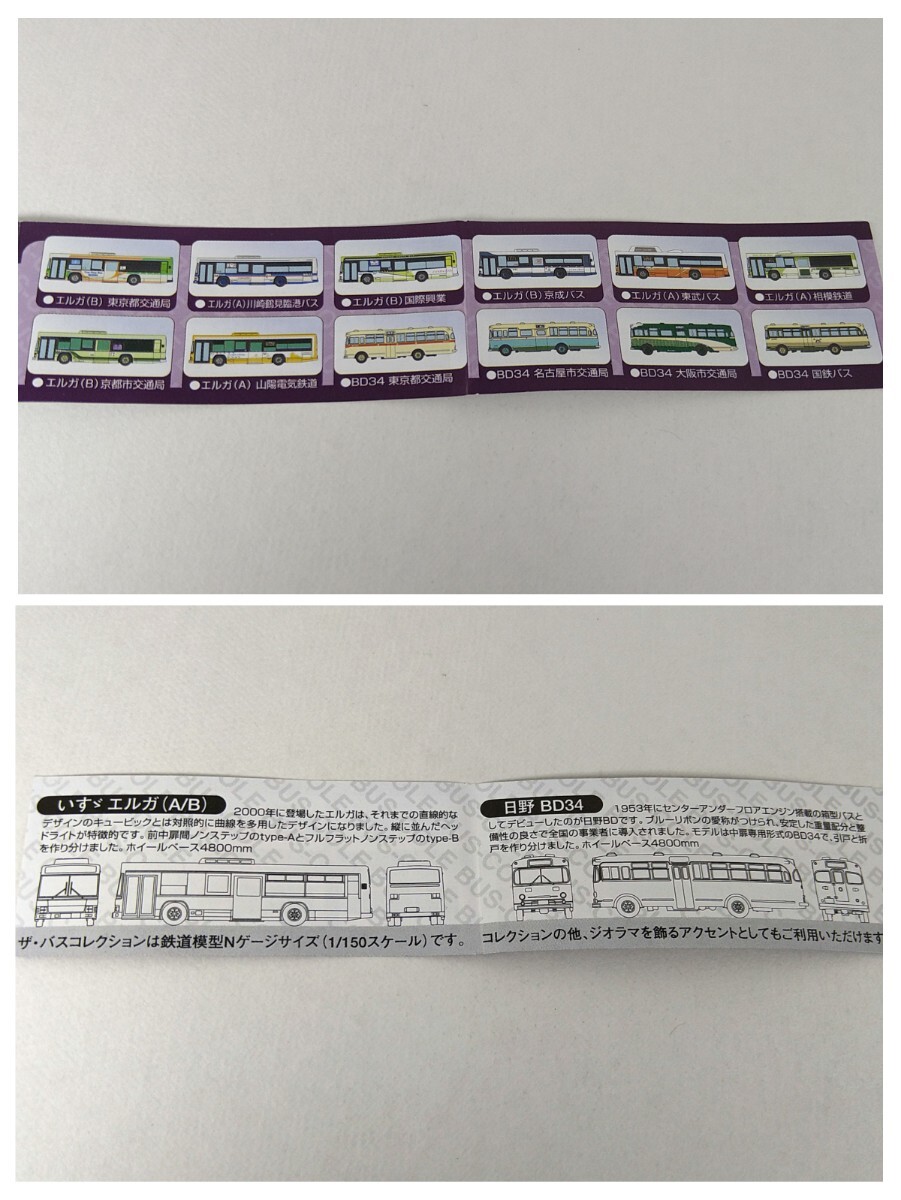 ●エルガ(B) 東京都交通局
●エルガ(A)川崎鶴見臨港バス
●エルガ(B)国際興業
●エルガ(B)京成バス
●エルガ(A)東武バス
●エルガ(A)相模鉄道
●エルガ(B)京都市交通局
●エルガ(A)山陽電気鉄道
●BD34 東京都交通局
●BD34 名古屋市交通局
●BD34 大阪市交通局
●BD34 国鉄バス
いすゞエルガ(A/B)
2000年に登場したエルガは、それまでの直線的な
デザインのキュービックとは対照的に曲線を多用したデザインになりました。縦に並んだヘッ
ドライトが特徴的です。前中扉間ノンステップのtype-Aとフルフラットノンステップのtype-B
を作り分けました。ホイールベース4800mm
ザ・バスコレクションは鉄道模型Nゲージサイズ(1/150スケール)です。
日野 BD34
1953年にセンターアンダーフロアエンジン搭載の箱型バスと
してデビューしたのが日野BDです。ブルーリボンの愛称がつけられ、安定した重量配分と整
備性の良さで全国の事業者に導入されました。モデルは中扉専用形式のBD34で、引戸と折
戸を作り分けました。ホイールベース4800mm
コレクションの他、ジオラマを飾るアクセントとしてもご利用いただけます